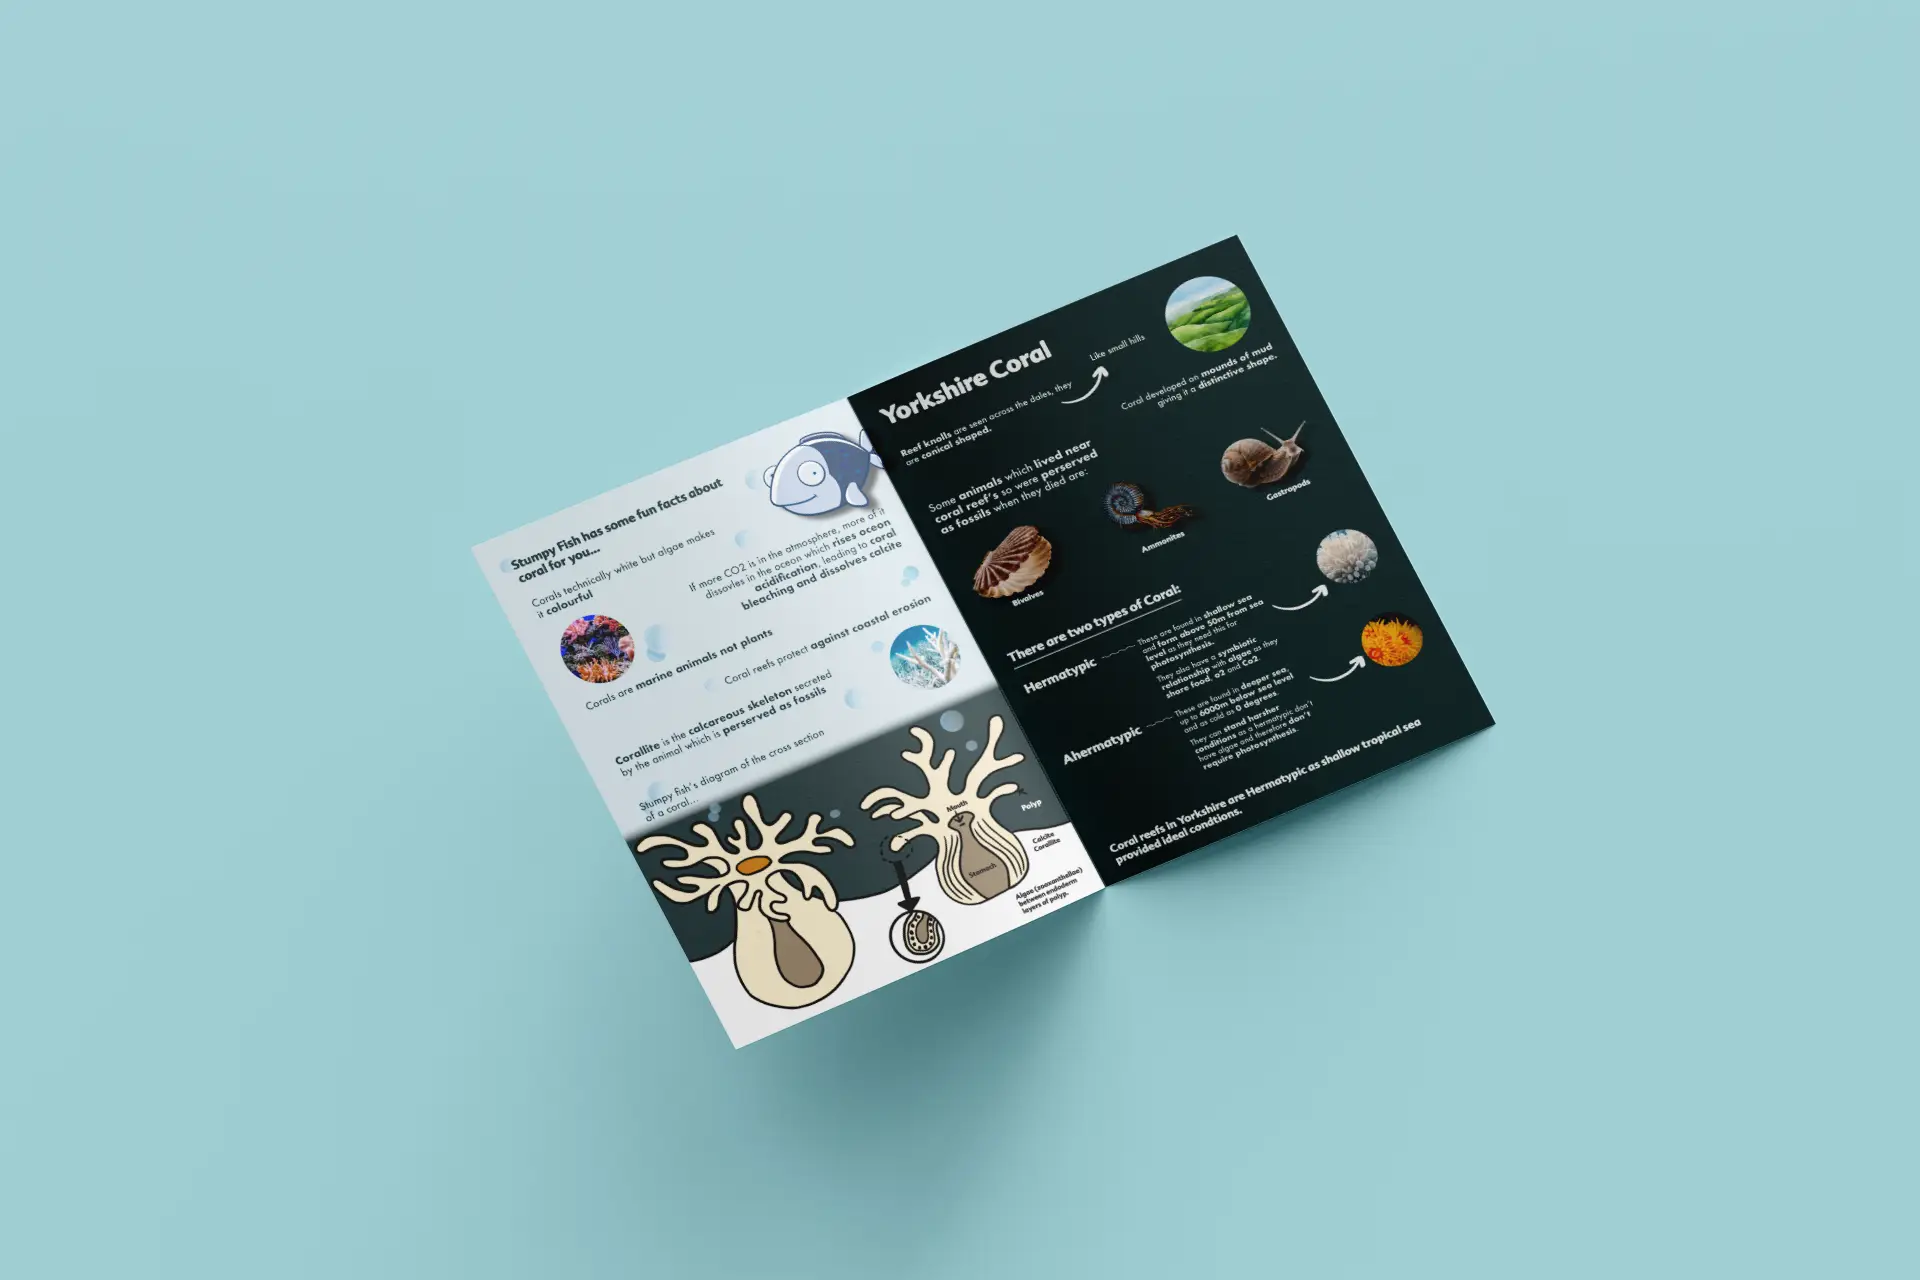 Stumpy Fish has some fun facts about
coral for you...
Corals technically white but algae makes
it colourful
If more CO2 is in the atmosphere, more of it
dissavles in the ocean which rises ocean
acidification, leading to coral
bleaching and dissolves calcite
Corals are marine animals not plants
Coral reefs protect against coastal erosion
Corallite is the calcareous skeleton secreted
by the animal which is perserved as fossils
Stumpy fish's diagram of the cross section
of a coral...
Mouth
Polyp
Calcite
Corallite
Stomach
Algae (zooxanthellae)
between endoderm
layers of polyp.
Yorkshire Coral
Reef knolls are seen across the dales, they
are conical shaped.
Like small hills
Coral developed on mounds of mud
giving it a distinctive shape.
Some animals which lived near
coral reef's so were perserved
as fossils when they died are:
Bivalves
Ammonites
Gastropods
There are two types of Coral:
Hermatypic
These are found in shallow sea
and form above 50m from sea
level as they need this for
photosynthesis.
They also have a symbiotic
relationship with algae as they
share food, o2 and Co2.
Ahermatypic
These are found in deeper sea,
up to 6000m below sea level
and as cold as 0 degrees.
They can stand harsher
conditions as a hermatypic don't
have algae and therefore don't
require photosynthesis.
Coral reefs in Yorkshire are Hermatypic as shallow tropical sea
provided ideal condtions.